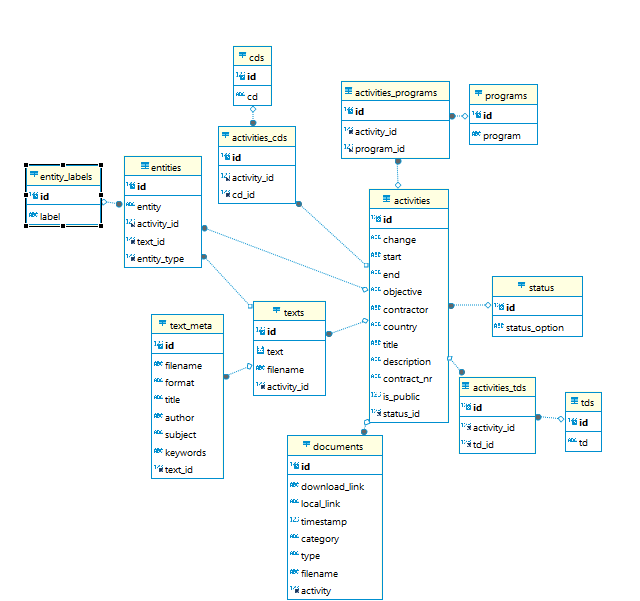 cds
id
cd
activities_programs
id
activity_id
program_id
programs
id
program
activities_cds
id
activity_id
cd_id
entity_labels
id
label
entities
id
entity
activity_id
text_id
entity_type
activities
id
change
start
end
objective
contractor
country
title
description
contract_nr
is_public
status_id
status
id
status_option
texts
id
text
filename
activity_id
text_meta
id
filename
format
title
author
subject
keywords
text_id
activities_tds
id
activity_id
td_id
tds
id
td
documents
id
download_link
local_link
timestamp
category
type
filename
activity